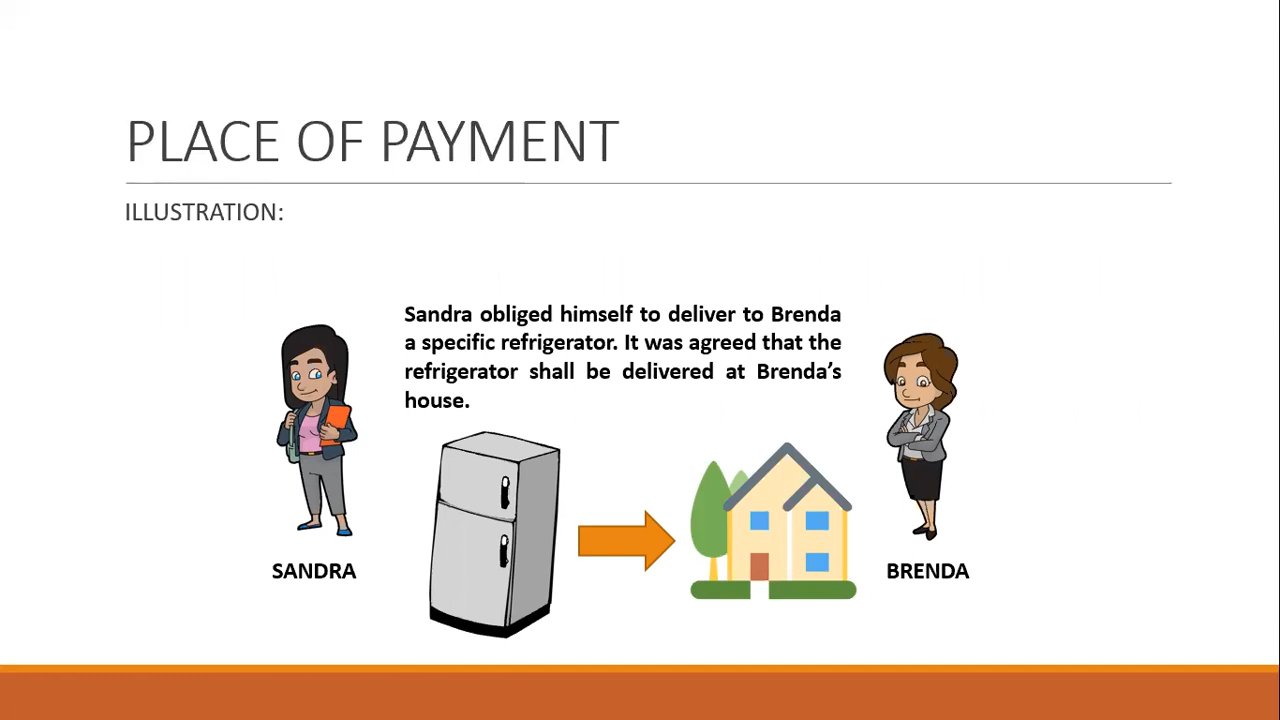 PLACE OF PAYMENT
ILLUSTRATION:
Sandra obliged himself to deliver to Brenda
a specific refrigerator. It was agreed that the
refrigerator shall be delivered at Brenda’s
house.
SANDRA
BRENDA